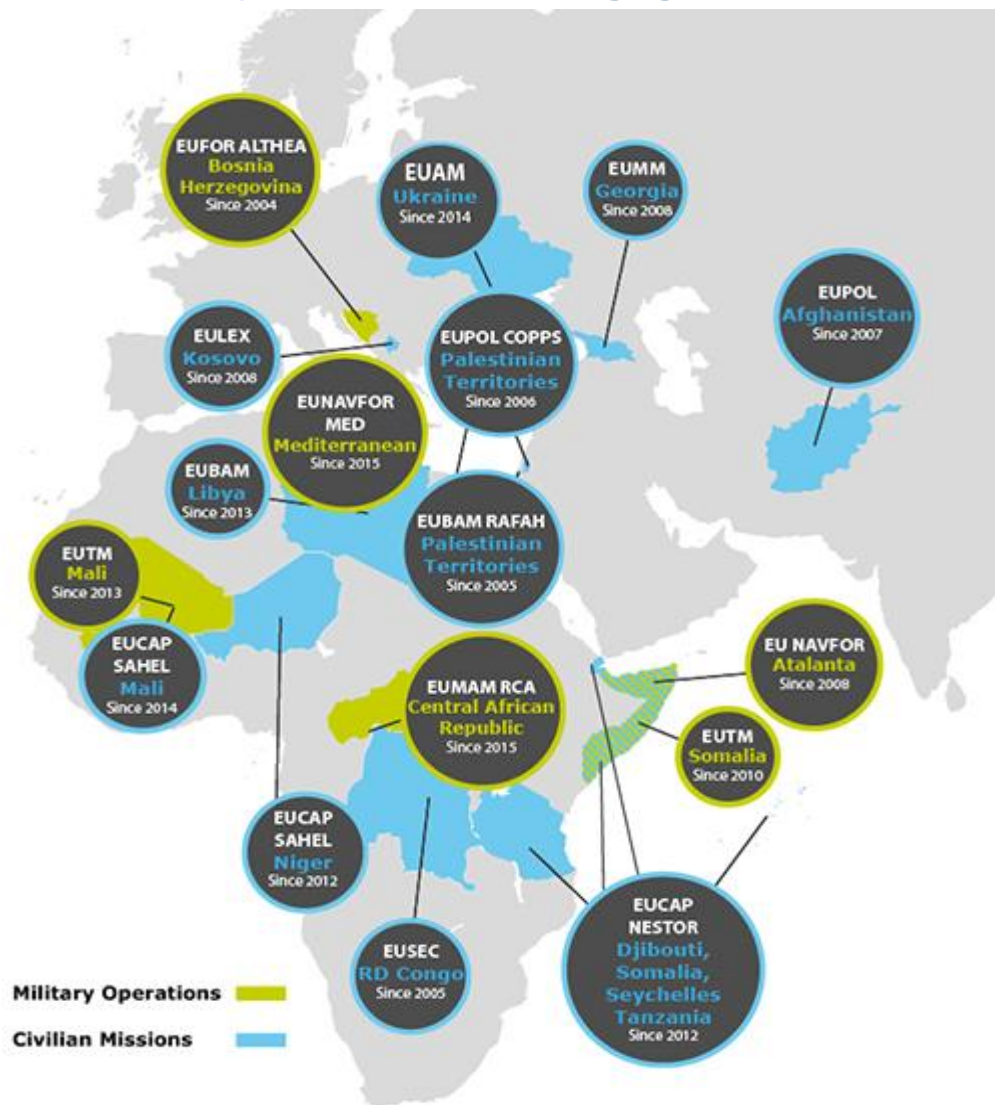 EUFOR ALTHEA
Bosnia
Herzegovina
Since 2004
EUAM
Ukraine
Since 2014
EUMM
Georgia
Since 2008
EUPOL
Afghanistan
Since 2007
EULEX
Kosovo
Since 2008
EUPOL COPPS
Palestinian
Territories
Since 2006
EUNAVFOR
MED
Mediterranean
Since 2015
EUBAM
Libya
Since 2013
EUBAM RAFAH
Palestinian
Territories
Since 2005
EUTM
Mali
Since 2013
EUCAP
SAHEL
Mali
Since 2014
EUMAM RCA
Central African
Republic
Since 2015
EU NAVFOR
Atalanta
Since 2008
EUTM
Somalia
Since 2010
EUCAP
SAHEL
Niger
Since 2012
EUSEC
RD Congo
Since 2005
EUCAP
NESTOR
Djibouti,
Somalia,
Seychelles
Tanzania
Since 2012
Military Operations
Civilian Missions